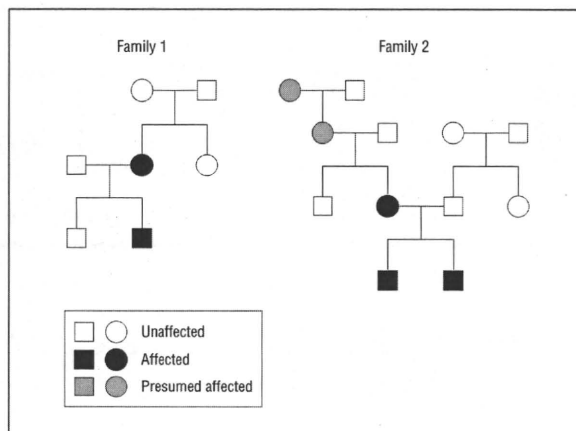 Family 1
Family 2
Unaffected
Affected
Presumed affected